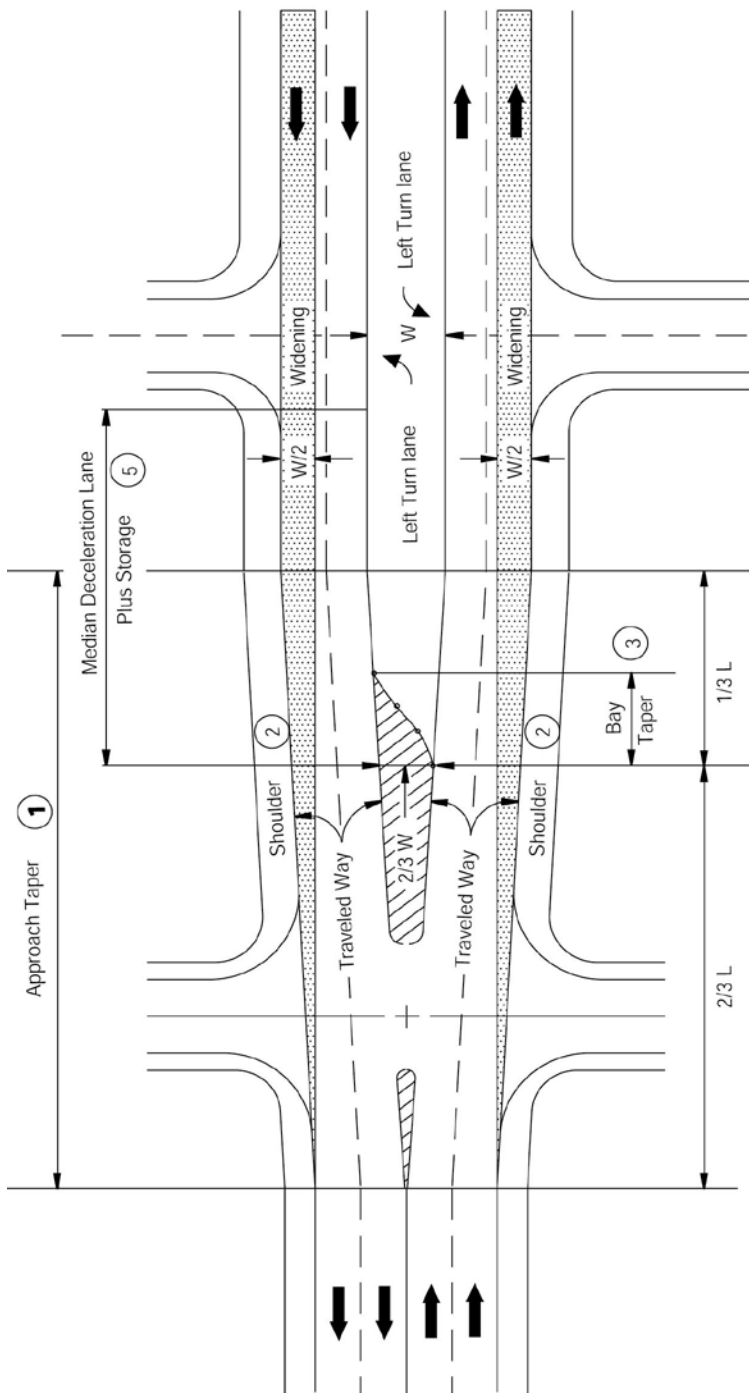 Approach Taper 1
Median Deceleration Lane
Plus Storage
5
Shoulder
2
Widening
W/2
Traveled Way
2/3 W
Left Turn lane
W
Left Turn lane
Traveled Way
W/2
Widening
Shoulder
2
Bay
Taper
3
2/3 L
1/3 L